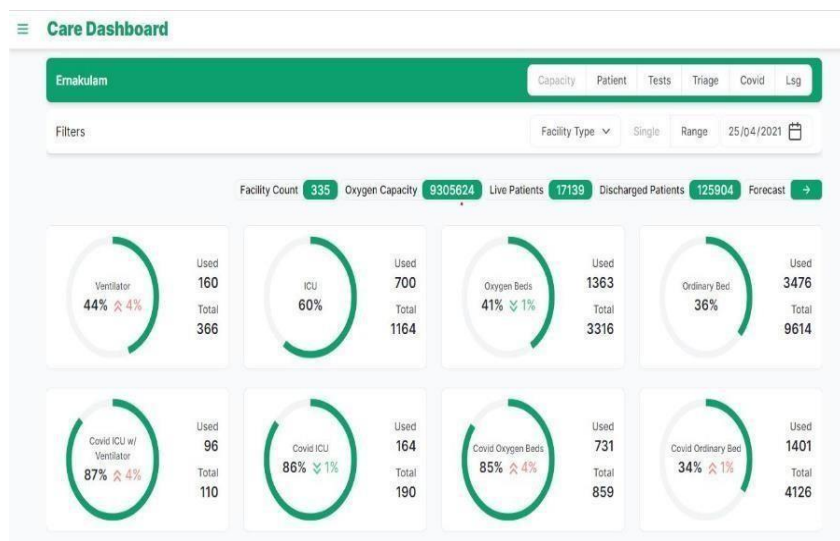 Care Dashboard
Ernakulam
Capacity Patient Tests Triage Covid Lsg
Filters
Facility Type Single Range 25/04/2021
Facility Count 335 Oxygen Capacity 9305624 Live Patients 17139 Discharged Patients 125904 Forecast →
Ventilator
44% 4%
Used
160
Total
366
ICU
60%
Used
700
Total
1164
Oxygen Beds
41% 1%
Used
1363
Total
3316
Ordinary Bed
36%
Used
3476
Total
9614
Covid ICU w/
Ventilator
87% 4%
Used
96
Total
110
Covid ICU
86% 1%
Used
164
Total
190
Covid Oxygen Beds
85% 4%
Used
731
Total
859
Covid Ordinary Bed
34% 1%
Used
1401
Total
4126